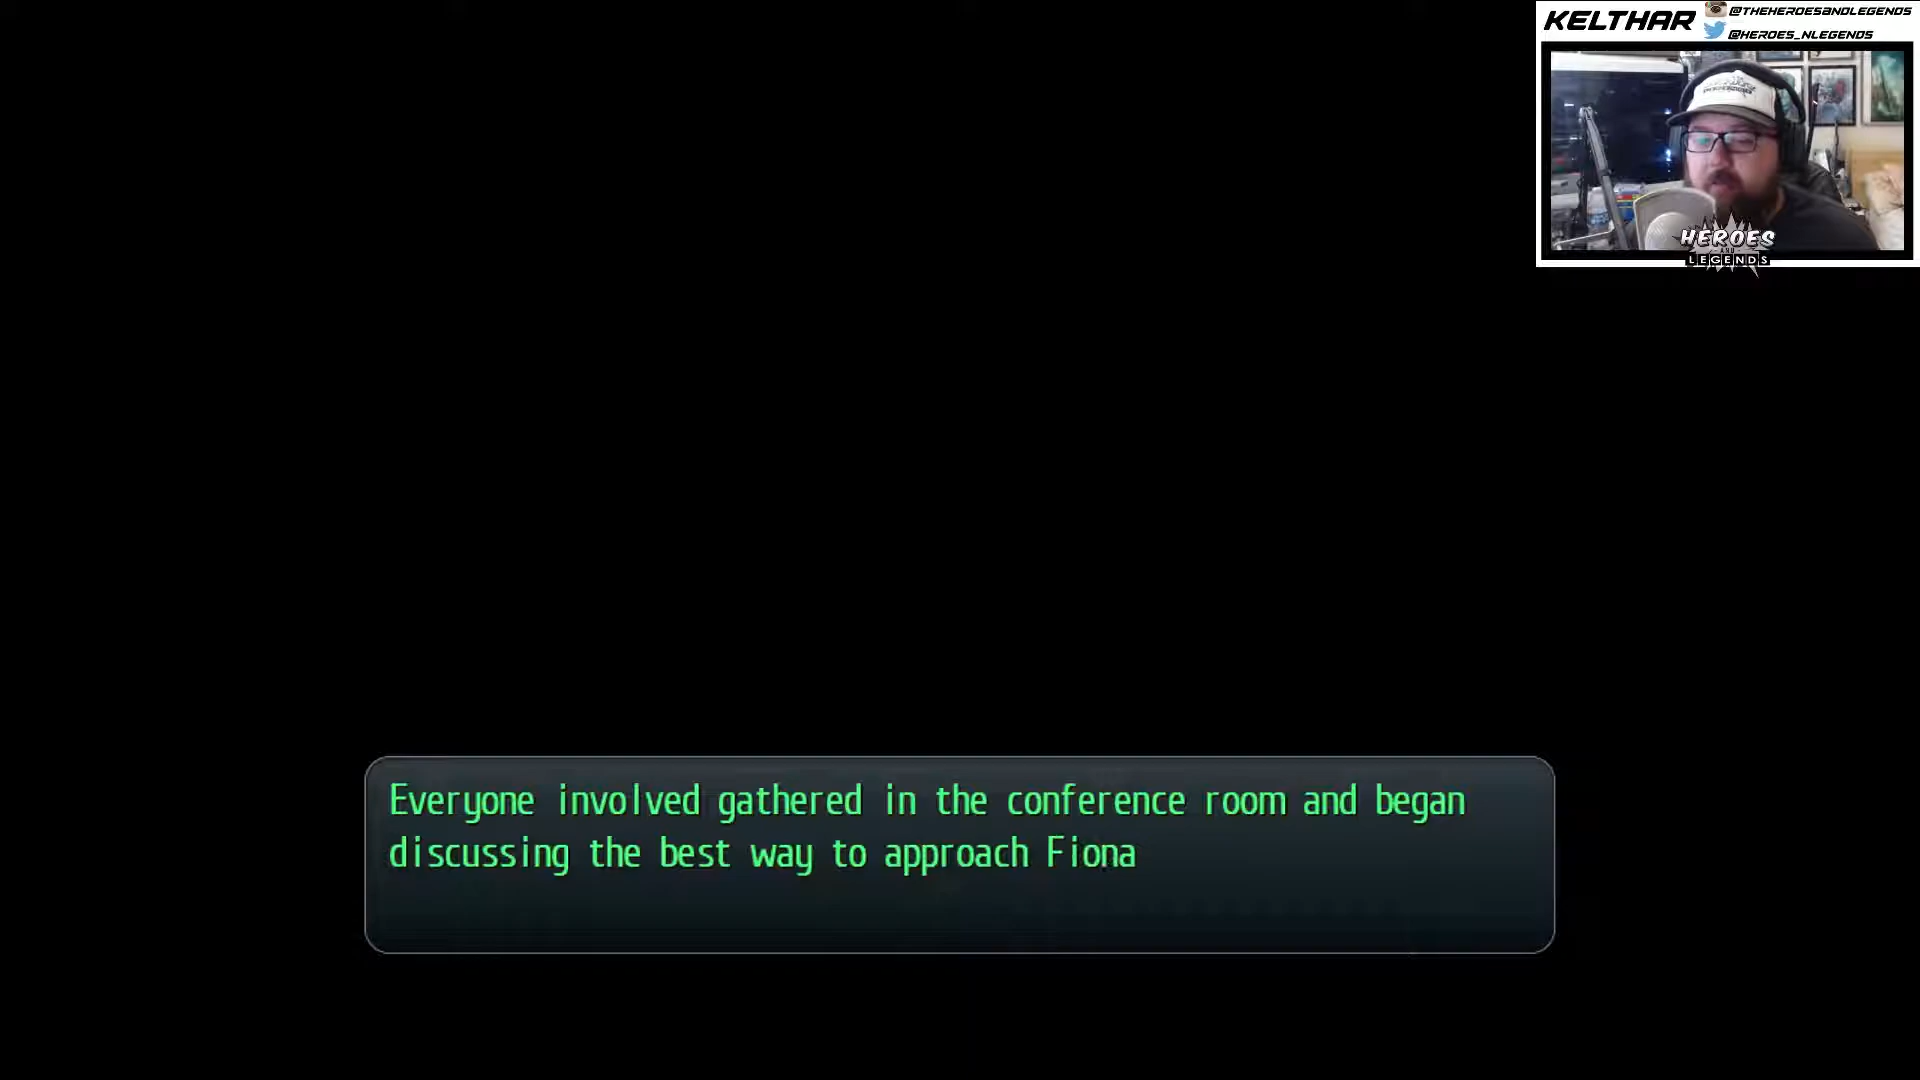 KELTHAR
@THEHEROESANDLEGENDS
@HEROES_NLEGENDS
HEROES
AND
LEGENDS
Everyone involved gathered in the conference room and began
discussing the best way to approach Fiona